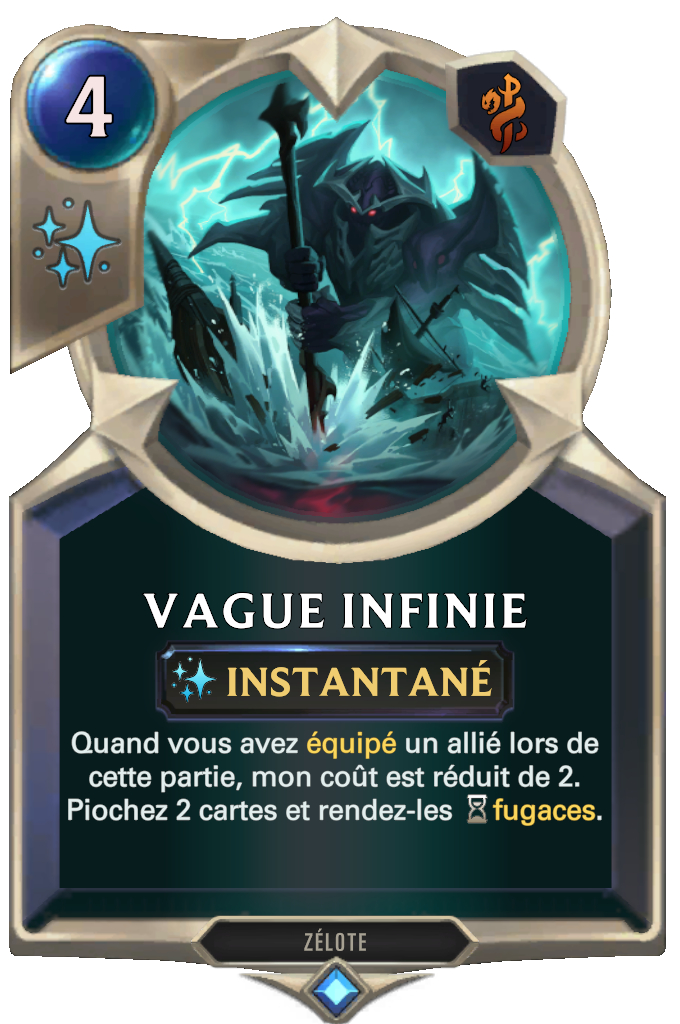 4
VAGUE INFINIE
INSTANTANÉ
Quand vous avez équipé un allié lors de
cette partie, mon coût est réduit de 2.
Piochez 2 cartes et rendez-les fugaces.
ZÉLOTE